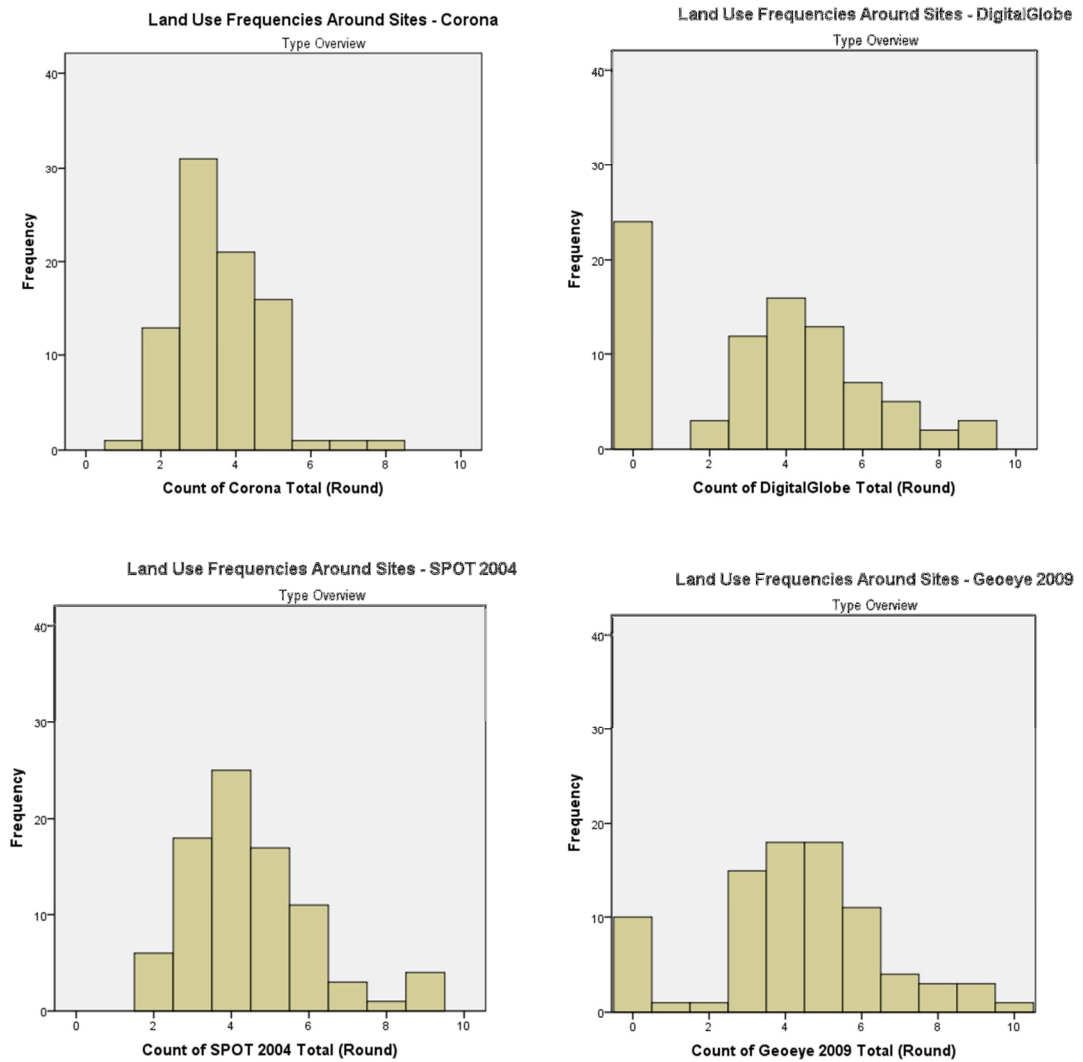 Land Use Frequencies Around Sites - Corona
Type Overview
40
30
20
10
0
Frequency
0 2 4 6 8 10
Count of Corona Total (Round)
Land Use Frequencies Around Sites - DigitalGlobe
Type Overview
40
30
20
10
0
Frequency
0 2 4 6 8 10
Count of DigitalGlobe Total (Round)
Land Use Frequencies Around Sites - SPOT 2004
Type Overview
40
30
20
10
0
Frequency
0 2 4 6 8 10
Count of SPOT 2004 Total (Round)
Land Use Frequencies Around Sites - Geoeye 2009
Type Overview
40
30
20
10
0
Frequency
0 2 4 6 8 10
Count of Geoeye 2009 Total (Round)